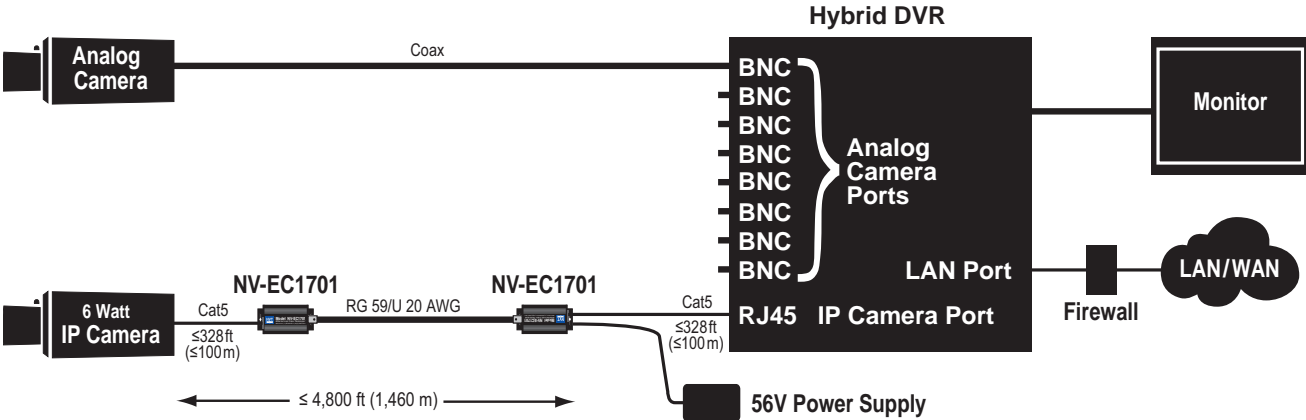 Hybrid DVR
Analog
Camera
Coax
BNC
BNC
BNC
BNC
BNC
BNC
BNC
BNC
Analog
Camera
Ports
Monitor
LAN Port
LAN/WAN
Firewall
NV-EC1701
NV-EC1701
6 Watt
IP Camera
Cat5
≤328ft
(≤100m)
RG 59/U 20 AWG
Cat5
≤328ft
(≤100m)
RJ45 IP Camera Port
≤ 4,800 ft (1,460 m)
56V Power Supply